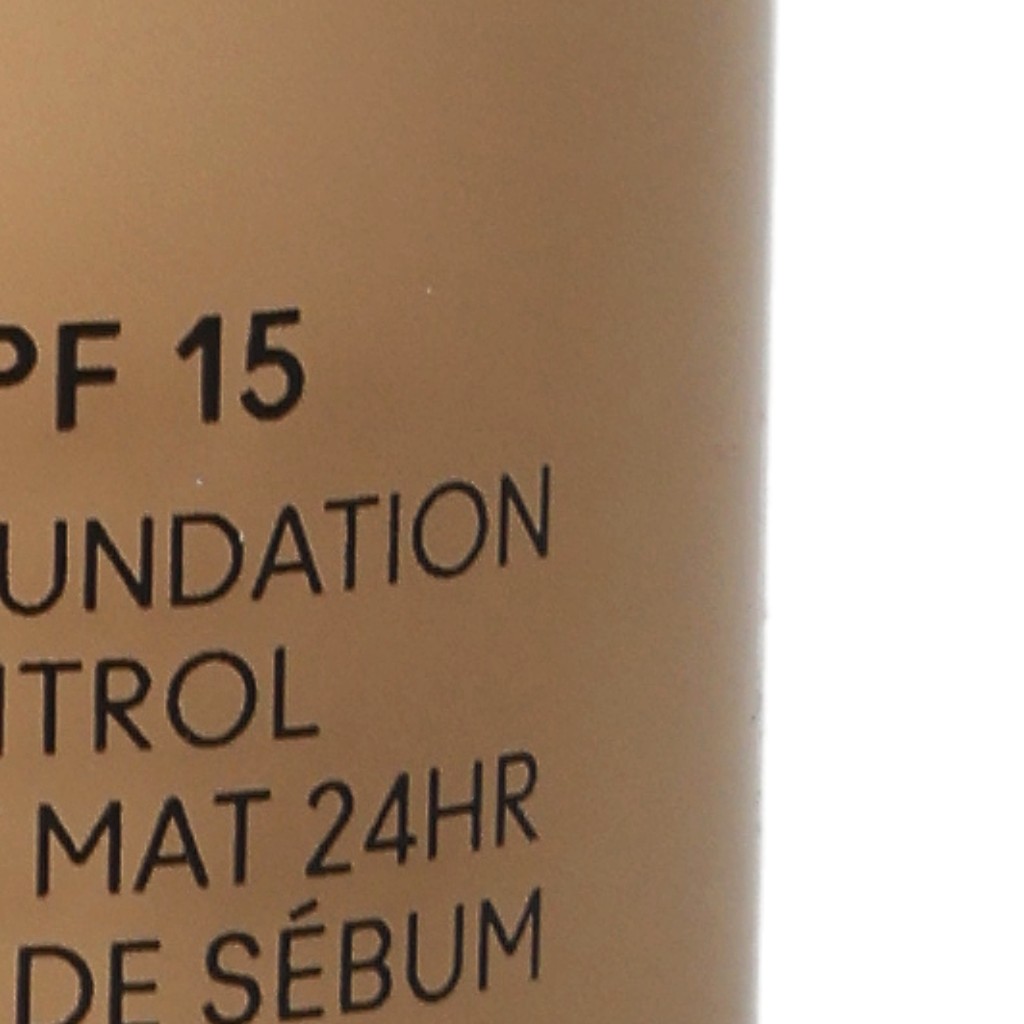 PF 15
UNDATION
TROL
MAT 24HR
DE SÉBUM